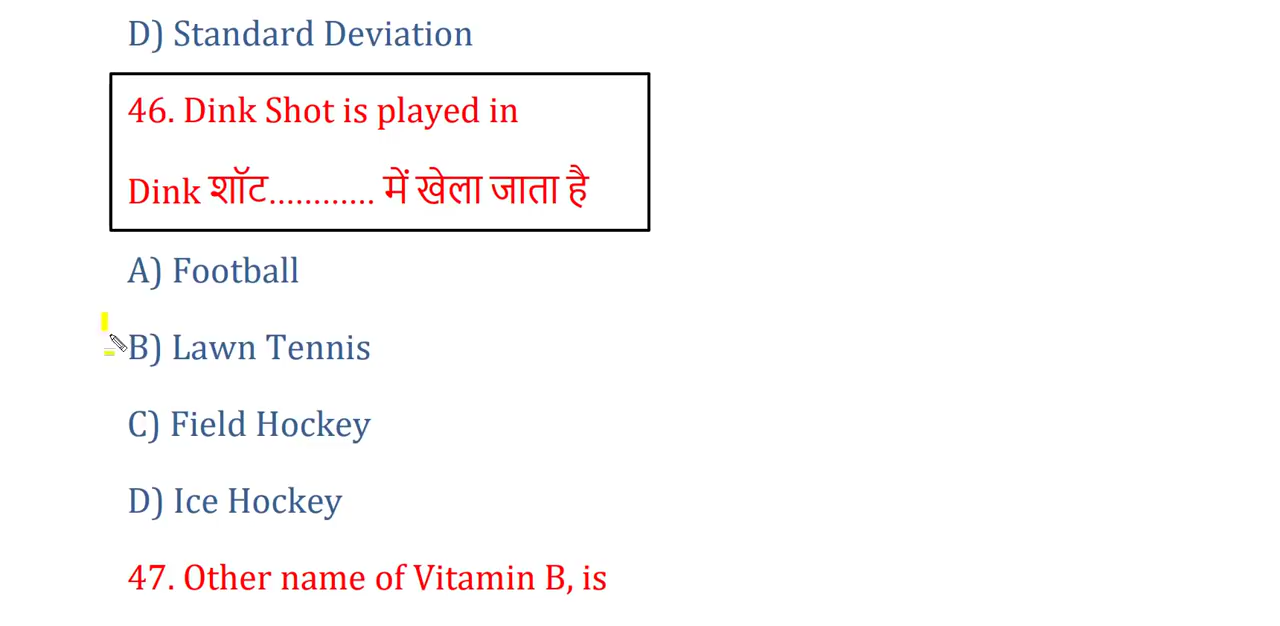 D) Standard Deviation
46. Dink Shot is played in
Dink शॉट............ में खेला जाता है
A) Football
B) Lawn Tennis
C) Field Hockey
D) Ice Hockey
47. Other name of Vitamin B, is